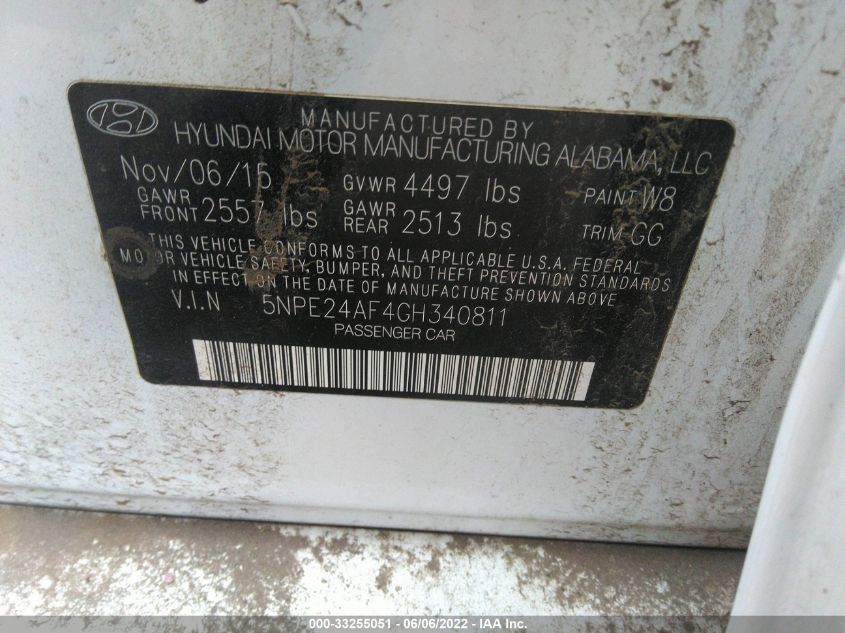 MANUFACTURED BY
HYUNDAI MOTOR MANUFACTURING ALABAMA, LLC
Nov/06/15 GVWR 4497 lbs PAINT W8
GAWR FRONT 2557 lbs GAWR REAR 2513 lbs TRIM GG
THIS VEHICLE CONFORMS TO ALL APPLICABLE U.S.A. FEDERAL
MOTOR VEHICLE SAFETY, BUMPER, AND THEFT PREVENTION STANDARDS
IN EFFECT ON THE DATE OF MANUFACTURE SHOWN ABOVE
V.I.N 5NPE24AF4GH340811
PASSENGER CAR
000-33255051 - 06/06/2022 - IAA Inc.